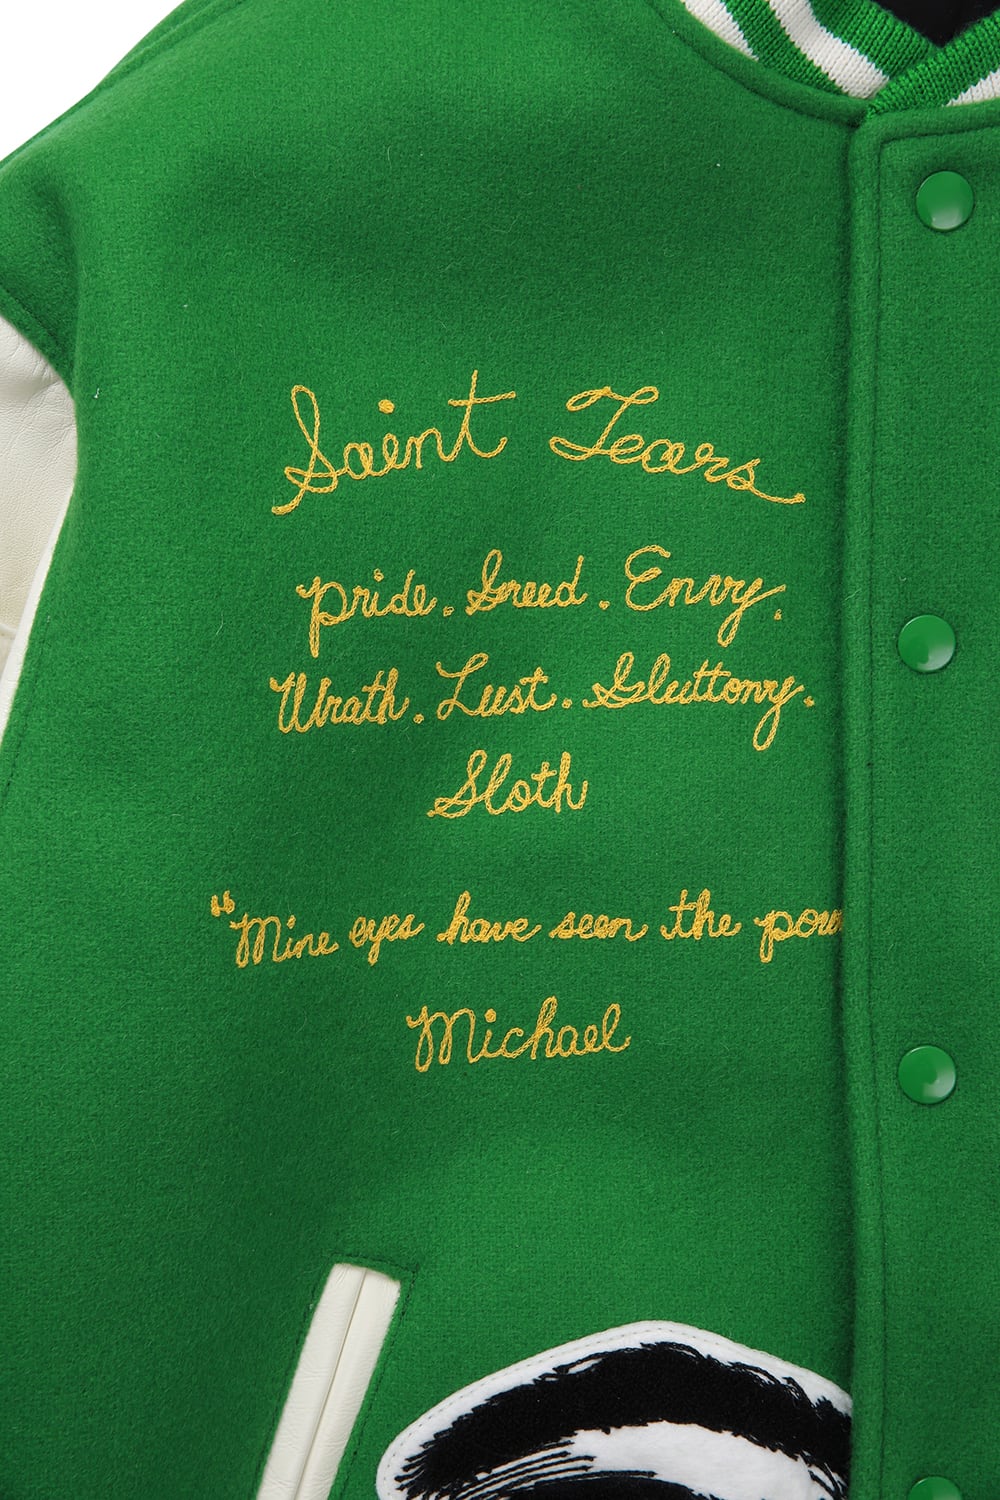 Saint Tears
pride. Greed. Envy.
Wrath. Lust. Gluttony.
Sloth
"Mine eyes have seen the pow
Michael